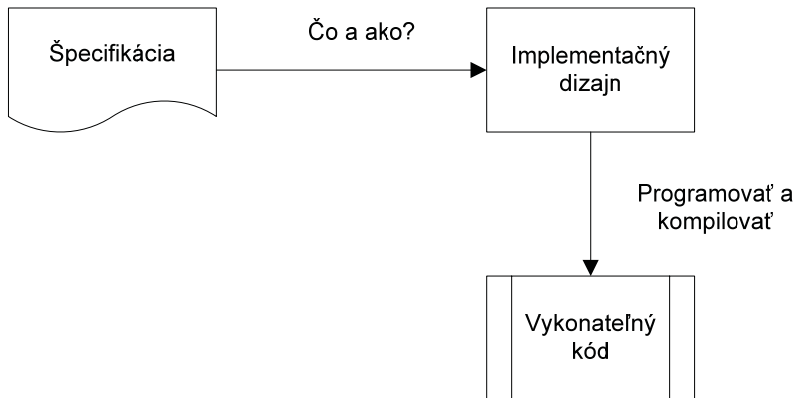 Špecifikácia
Čo a ako?
Implementačný
dizajn
Programovať a
kompilovať
Vykonateľný
kód